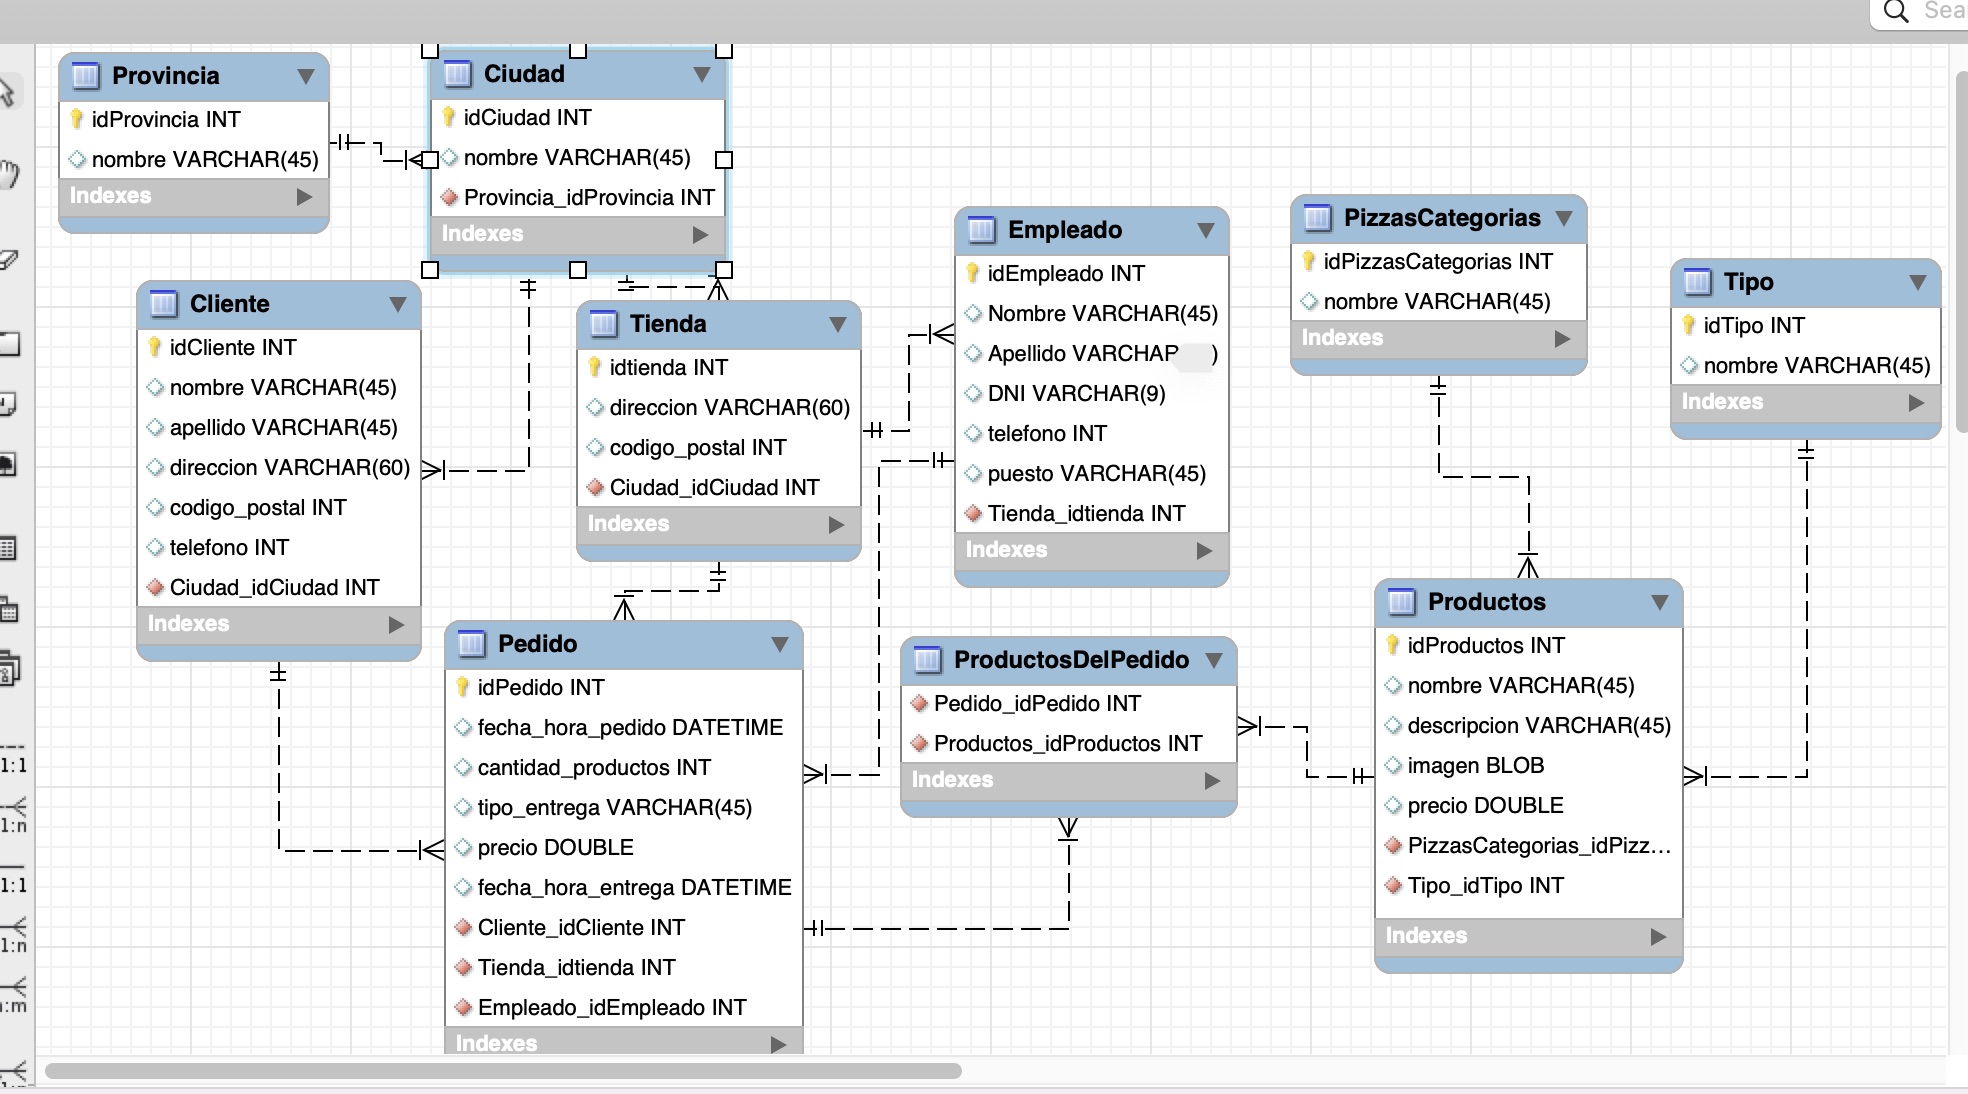 Sea
Provincia
idProvincia INT
nombre VARCHAR(45)
Indexes
Ciudad
idCiudad INT
nombre VARCHAR(45)
Provincia_idProvincia INT
Indexes
Cliente
idCliente INT
nombre VARCHAR(45)
apellido VARCHAR(45)
direccion VARCHAR(60)
codigo_postal INT
telefono INT
Ciudad_idCiudad INT
Indexes
Tienda
idtienda INT
direccion VARCHAR(60)
codigo_postal INT
Ciudad_idCiudad INT
Indexes
Empleado
idEmpleado INT
Nombre VARCHAR(45)
Apellido )
DNI VARCHAR(9)
telefono INT
puesto VARCHAR(45)
Tienda_idtienda INT
Indexes
PizzasCategorias
idPizzasCategorias INT
nombre VARCHAR(45)
Indexes
Tipo
idTipo INT
nombre VARCHAR(45)
Indexes
Pedido
idPedido INT
fecha_hora_pedido DATETIME
cantidad_productos INT
tipo_entrega VARCHAR(45)
precio DOUBLE
fecha_hora_entrega DATETIME
Cliente_idCliente INT
Tienda_idtienda INT
Empleado_idEmpleado INT
Indexes
ProductosDelPedido
Pedido_idPedido INT
Productos_idProductos INT
Indexes
Productos
idProductos INT
nombre VARCHAR(45)
descripcion VARCHAR(45)
imagen BLOB
precio DOUBLE
PizzasCategorias_idPizz...
Tipo_idTipo INT
Indexes
1:1
1:n
1:1
1:n
:m